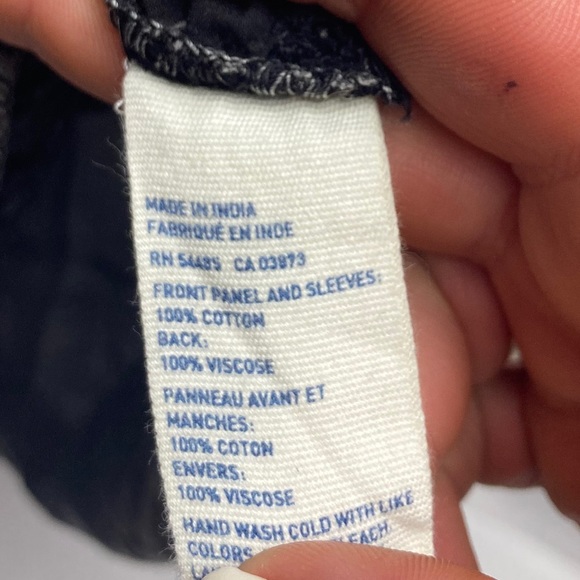 MADE IN INDIA
FABRIQUÉ EN INDE
RN 54485 CA 03873
FRONT PANEL AND SLEEVES:
100% COTTON
BACK:
100% VISCOSE
PANNEAU AVANT ET
MANCHES:
100% COTON
ENVERS:
100% VISCOSE
HAND WASH COLD WITH LIKE
COLORS